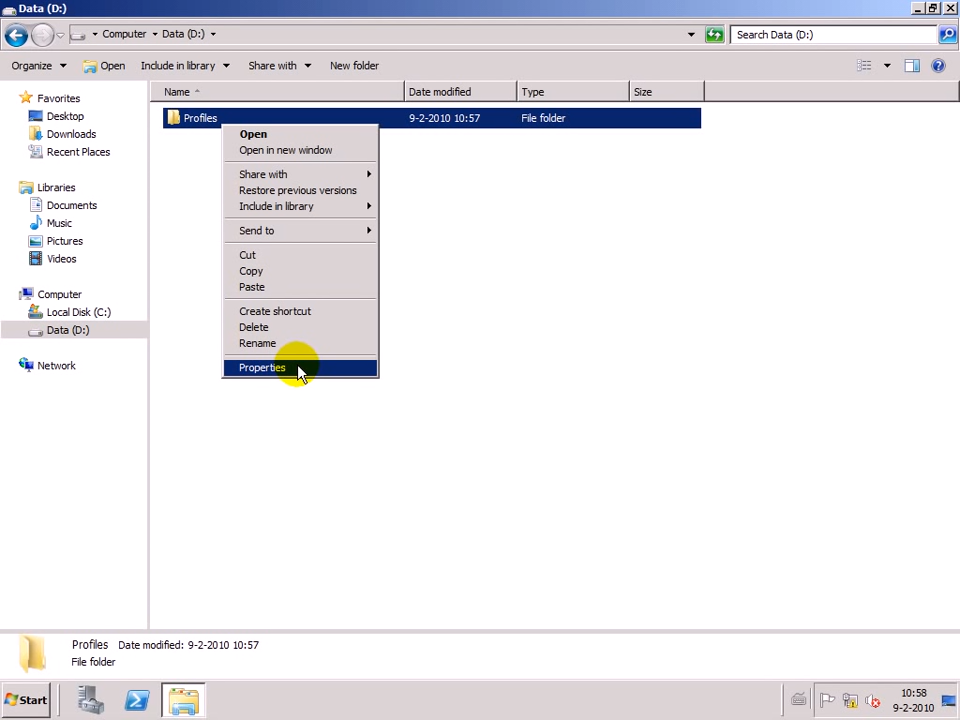 Data (D:)
Computer Data (D:)
Search Data (D:)
Organize Open Include in library Share with New folder
Name Date modified Type Size
Favorites
Desktop
Downloads
Recent Places
Libraries
Documents
Music
Pictures
Videos
Computer
Local Disk (C:)
Data (D:)
Network
Profiles 9-2-2010 10:57 File folder
Open
Open in new window
Share with
Restore previous versions
Include in library
Send to
Cut
Copy
Paste
Create shortcut
Delete
Rename
Properties
Profiles Date modified: 9-2-2010 10:57
File folder
Start
10:58
9-2-2010